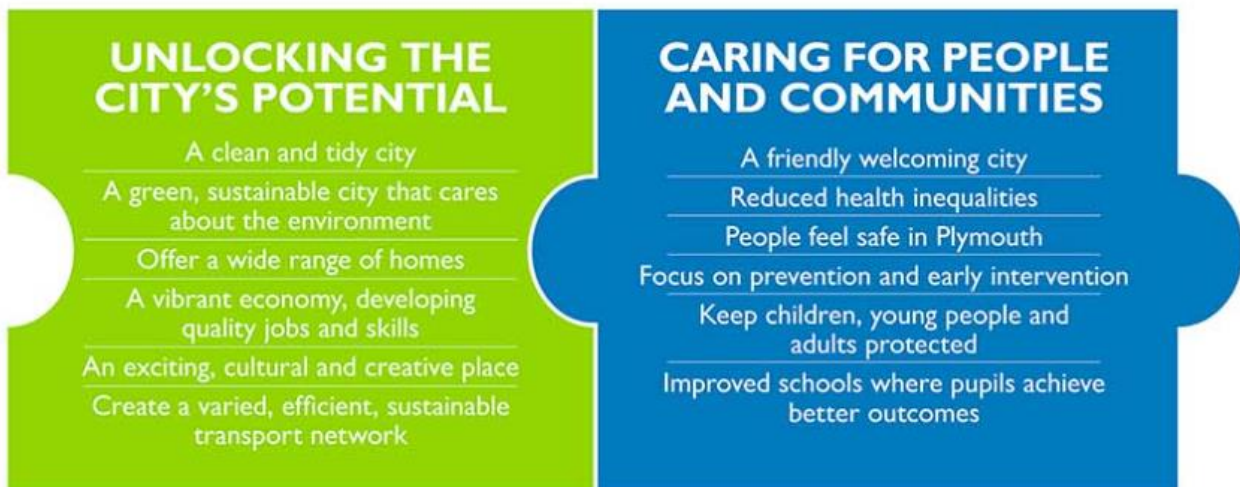 UNLOCKING THE
CITY'S POTENTIAL
A clean and tidy city
A green, sustainable city that cares
about the environment
Offer a wide range of homes
A vibrant economy, developing
quality jobs and skills
An exciting, cultural and creative place
Create a varied, efficient, sustainable
transport network
CARING FOR PEOPLE
AND COMMUNITIES
A friendly welcoming city
Reduced health inequalities
People feel safe in Plymouth
Focus on prevention and early intervention
Keep children, young people and
adults protected
Improved schools where pupils achieve
better outcomes